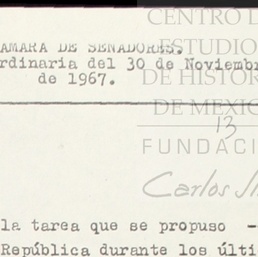 CENTRO D
AMARA DE SENADORES.
ESTUDIO
rdinaria del 30 de Noviembr
de 1967.
DE HISTOR
DE MEXIC
13
FUNDACI
Carlos Sl
la tarea que se propuso -
República durante los últi